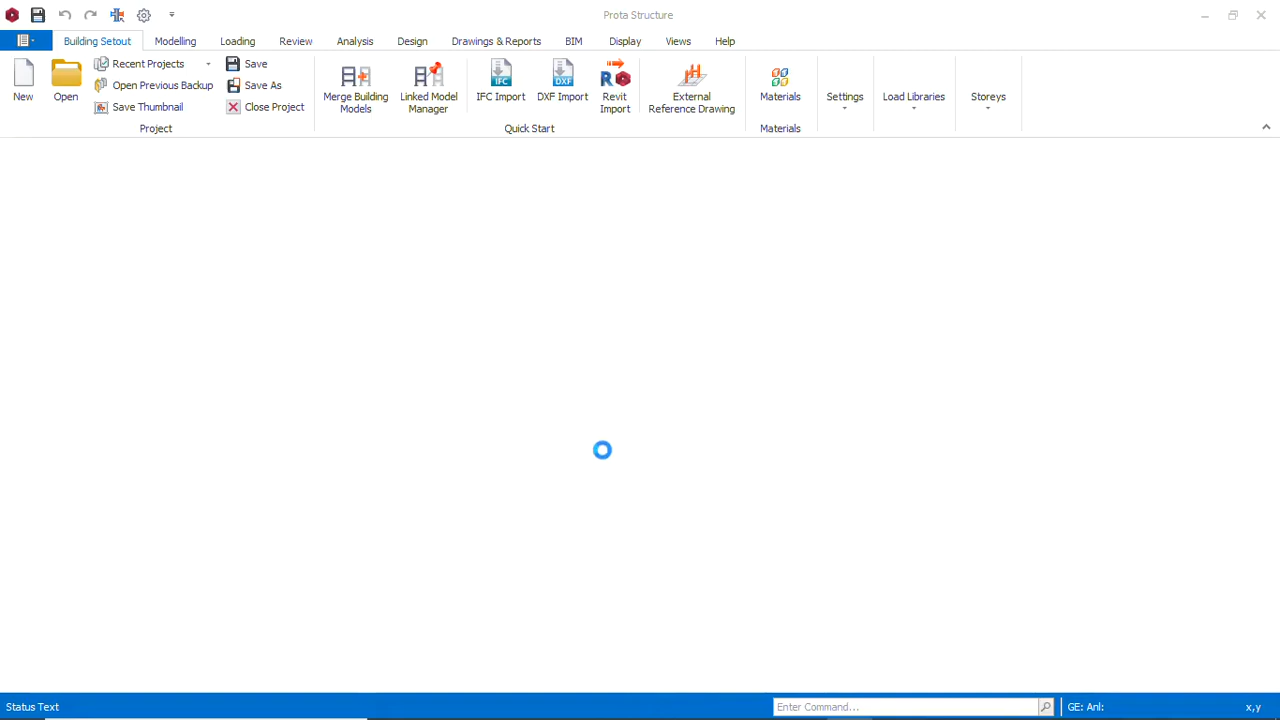 Prota Structure
Building Setout Modelling Loading Review Analysis Design Drawings & Reports BIM Display Views Help
New
Open
Recent Projects
Open Previous Backup
Save Thumbnail
Save
Save As
Close Project
Project
Merge Building
Models
Linked Model
Manager
IFC
IFC Import
DXF
DXF Import
R
Revit
Import
External
Reference Drawing
Quick Start
Materials
Materials
Settings
Load Libraries
Storeys
Status Text
Enter Command...
GE: Anl:
x,y